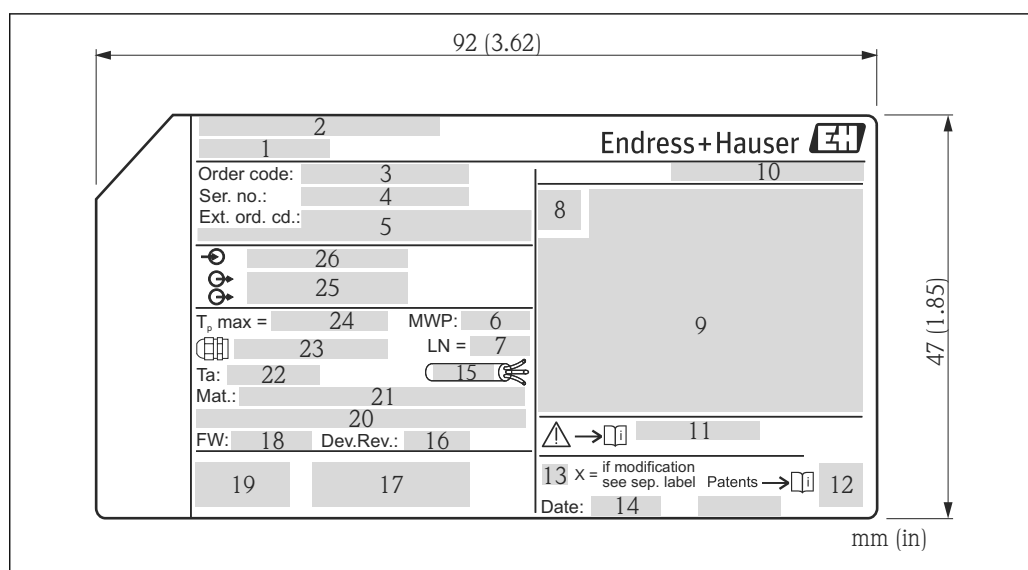 92 (3.62)
2
1
Endress+Hauser EH
Order code: 3
Ser. no.: 4
Ext. ord. cd.: 5
10
8
9
26
25
Tp max = 24 MWP: 6
23 LN = 7
Ta: 22 15
Mat.: 21
20
FW: 18 Dev.Rev.: 16
19 17
i 11
13 X = if modification
see sep. label Patents i 12
Date: 14
47 (1.85)
mm (in)